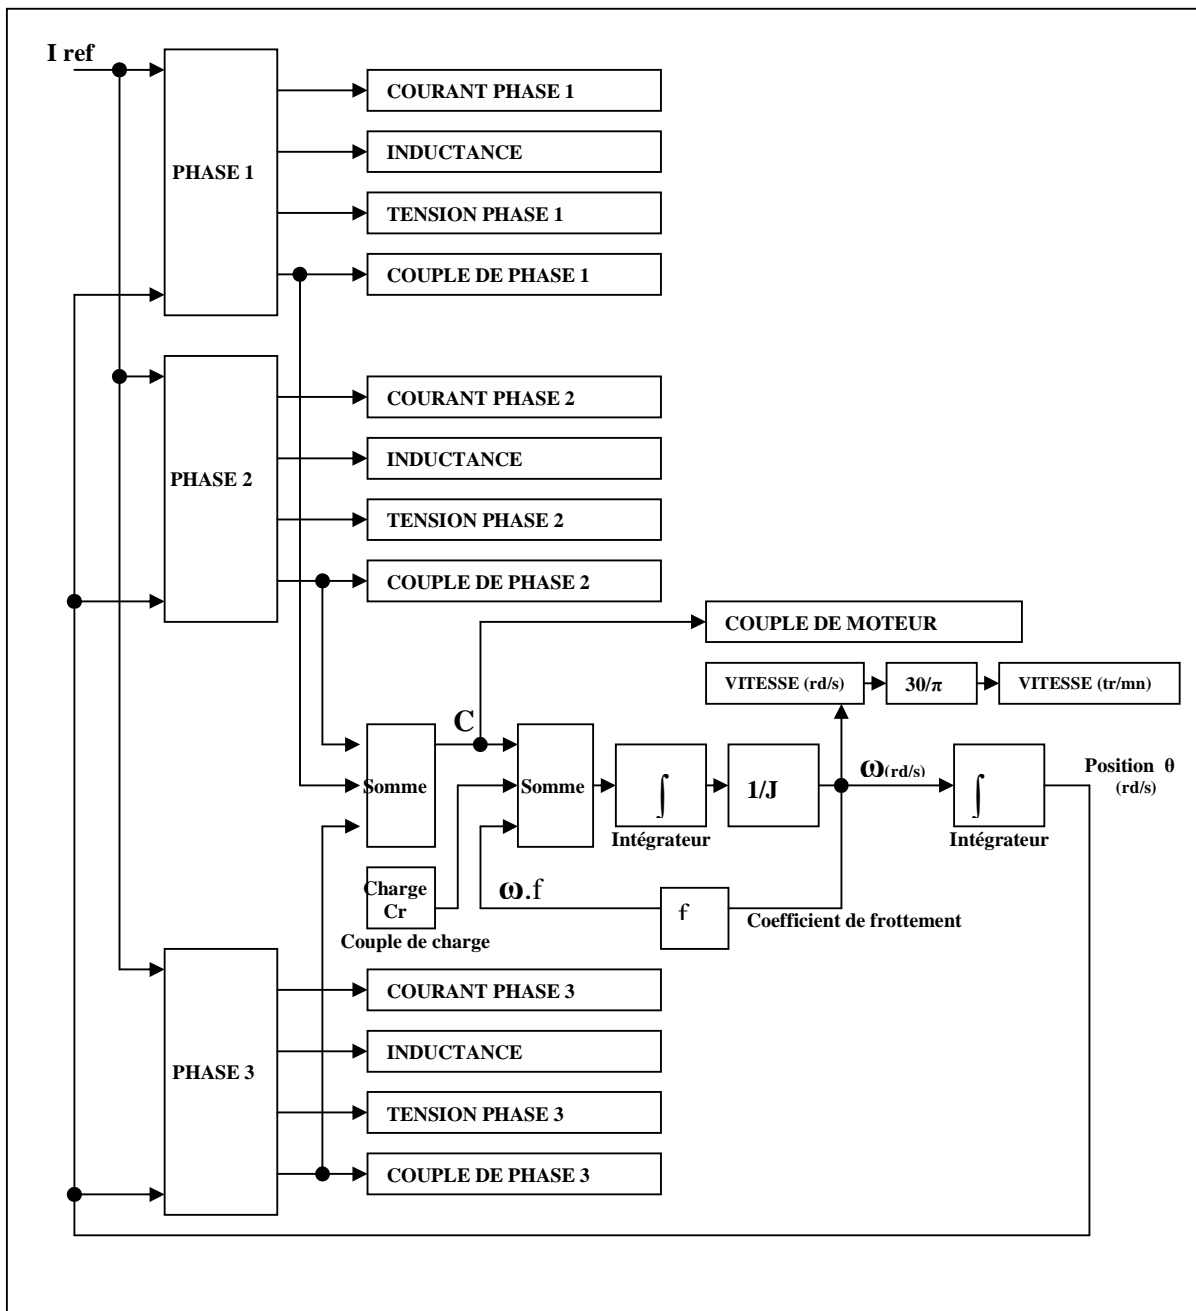 I ref
PHASE 1
COURANT PHASE 1
INDUCTANCE
TENSION PHASE 1
COUPLE DE PHASE 1
PHASE 2
COURANT PHASE 2
INDUCTANCE
TENSION PHASE 2
COUPLE DE PHASE 2
COUPLE DE MOTEUR
VITESSE (rd/s)
30/π
VITESSE (tr/mn)
C
Somme
Somme
∫
Intégrateur
1/J
ω(rd/s)
∫
Intégrateur
Position θ
(rd/s)
Charge
Cr
Couple de charge
ω.f
f
Coefficient de frottement
PHASE 3
COURANT PHASE 3
INDUCTANCE
TENSION PHASE 3
COUPLE DE PHASE 3